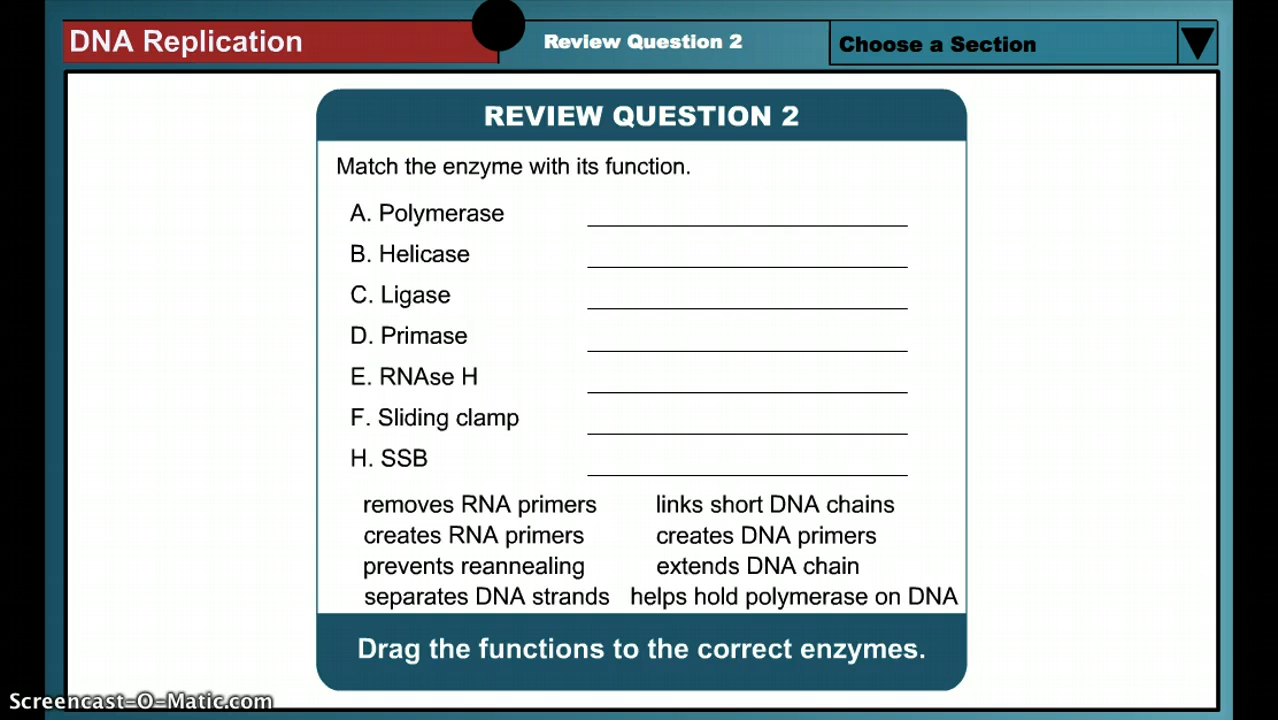 DNA Replication
Review Question 2
Choose a Section
REVIEW QUESTION 2
Match the enzyme with its function.
A. Polymerase
B. Helicase
C. Ligase
D. Primase
E. RNAse H
F. Sliding clamp
H. SSB
removes RNA primers links short DNA chains
creates RNA primers creates DNA primers
prevents reannealing extends DNA chain
separates DNA strands helps hold polymerase on DNA
Drag the functions to the correct enzymes.
Screencast-O-Matic.com